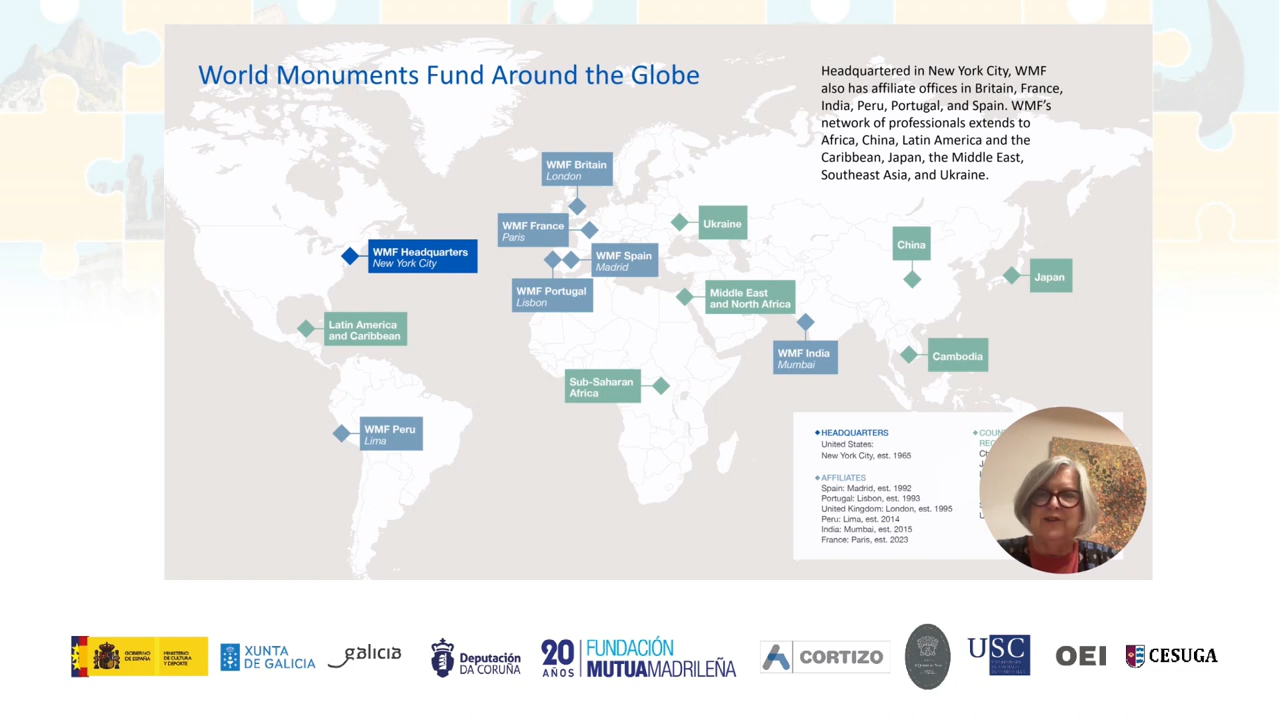 World Monuments Fund Around the Globe
Headquartered in New York City, WMF
also has affiliate offices in Britain, France,
India, Peru, Portugal, and Spain. WMF's
network of professionals extends to
Africa, China, Latin America and the
Caribbean, Japan, the Middle East,
Southeast Asia, and Ukraine.
WMF Britain
London
WMF France
Paris
Ukraine
WMF Headquarters
New York City
WMF Spain
Madrid
China
Japan
WMF Portugal
Lisbon
Middle East
and North Africa
Latin America
and Caribbean
WMF India
Mumbai
Cambodia
Sub-Saharan
Africa
WMF Peru
Lima
HEADQUARTERS
United States:
New York City, est. 1965
AFFILIATES
Spain: Madrid, est. 1992
Portugal: Lisbon, est. 1993
United Kingdom: London, est. 1995
Peru: Lima, est. 2014
India: Mumbai, est. 2015
France: Paris, est. 2023
GOBIERNO
DE ESPAÑA
MINISTERIO
DE CULTURA
Y DEPORTE
XUNTA
DE GALICIA
galicia
Deputación
DA CORUÑA
20
AÑOS
FUNDACIÓN
MUTUAMADRILEÑA
CORTIZO
USC
OEI
CESUGA